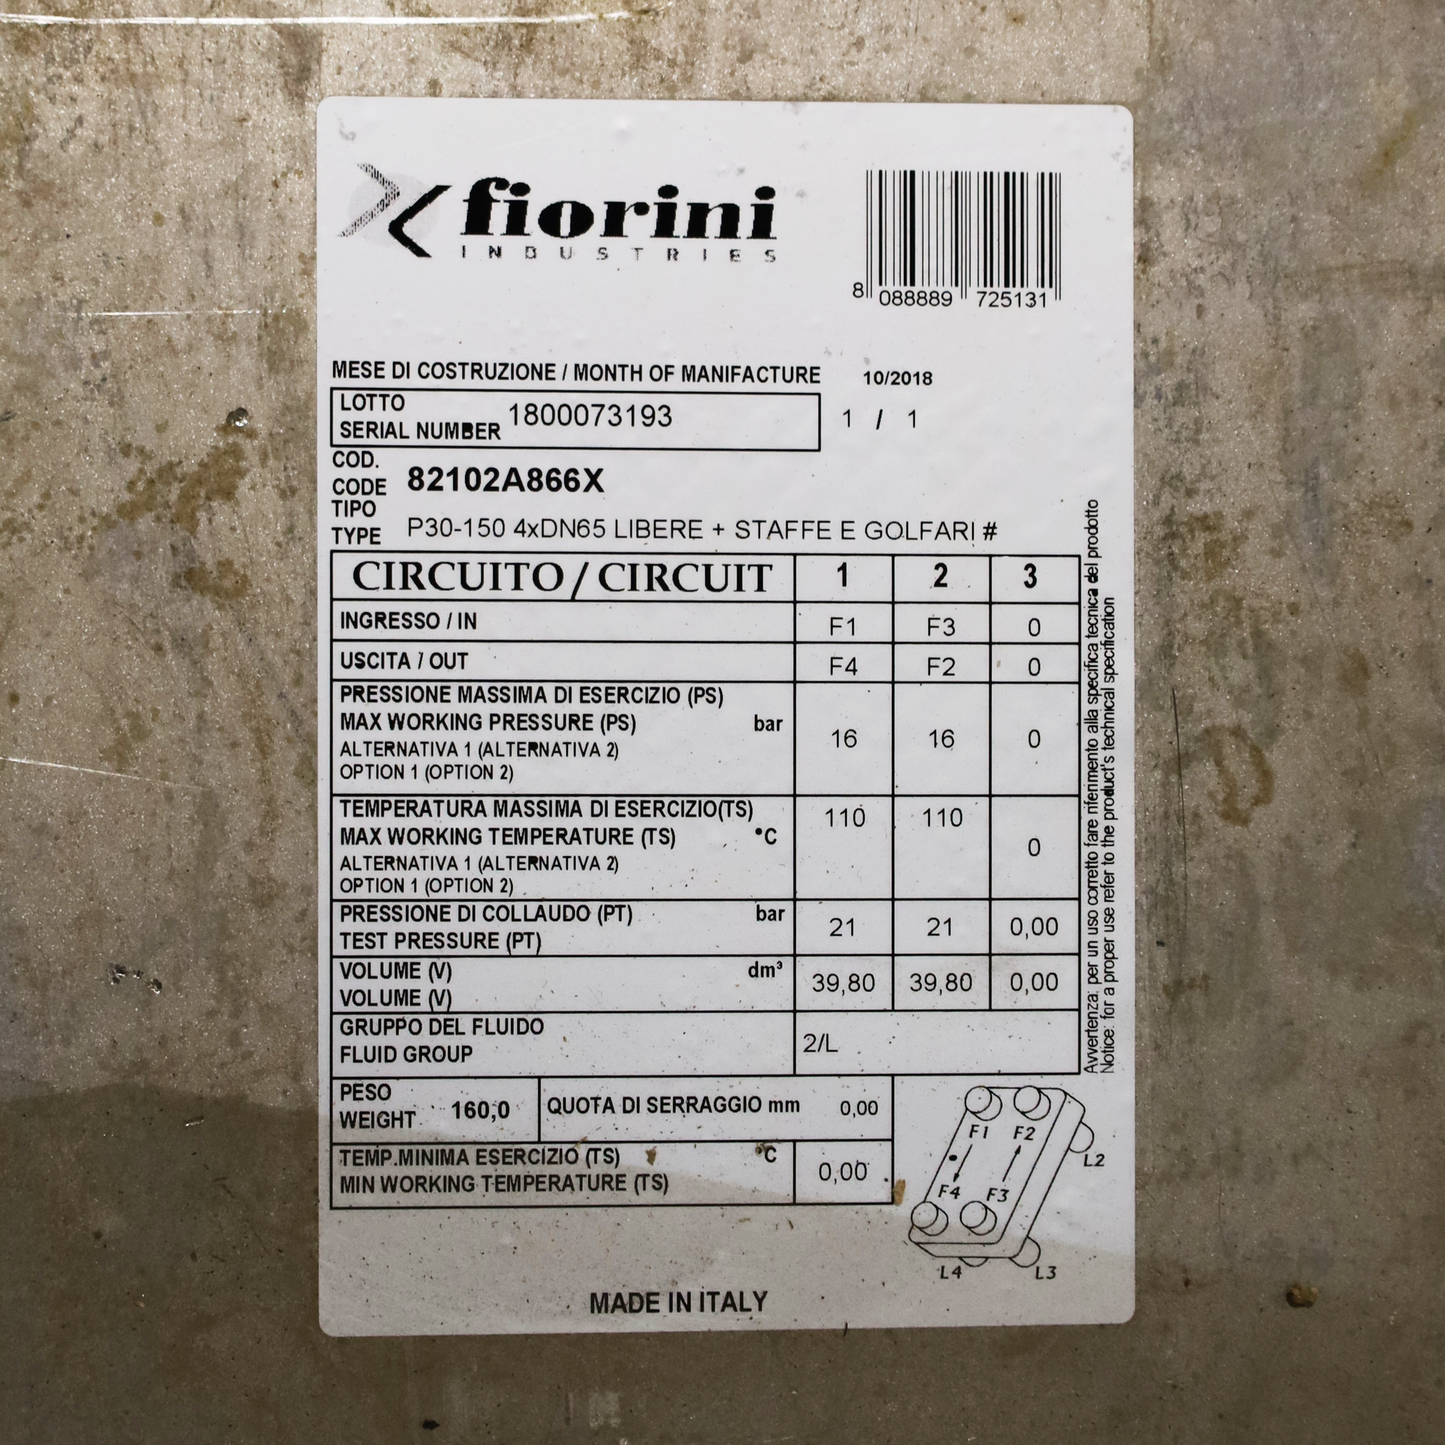 fiorini
INDUSTRIES
8 088889 725131
MESE DI COSTRUZIONE / MONTH OF MANIFACTURE 10/2018
LOTTO
SERIAL NUMBER 1800073193 1 / 1
COD.
CODE 82102A866X
TIPO
TYPE P30-150 4xDN65 LIBERE + STAFFE E GOLFARI #
CIRCUITO / CIRCUIT 1 2 3
INGRESSO / IN F1 F3 0
USCITA / OUT F4 F2 0
PRESSIONE MASSIMA DI ESERCIZIO (PS)
MAX WORKING PRESSURE (PS) bar 16 16 0
ALTERNATIVA 1 (ALTERNATIVA 2)
OPTION 1 (OPTION 2)
TEMPERATURA MASSIMA DI ESERCIZIO(TS) 110 110
MAX WORKING TEMPERATURE (TS) °C 0
ALTERNATIVA 1 (ALTERNATIVA 2)
OPTION 1 (OPTION 2)
PRESSIONE DI COLLAUDO (PT) bar 21 21 0,00
TEST PRESSURE (PT)
VOLUME (V) dm³ 39,80 39,80 0,00
VOLUME (V)
GRUPPO DEL FLUIDO
FLUID GROUP 2/L
PESO
WEIGHT 160,0 QUOTA DI SERRAGGIO mm 0,00
TEMP.MINIMA ESERCIZIO (TS) °C 0,00
MIN WORKING TEMPERATURE (TS)
Avvertenza: per un uso corretto fare riferimento alla specifica tecnica del prodotto
Notice: for a proper use refer to the product's technical specification
F1 F2
L2
F4 F3
L4 L3
MADE IN ITALY